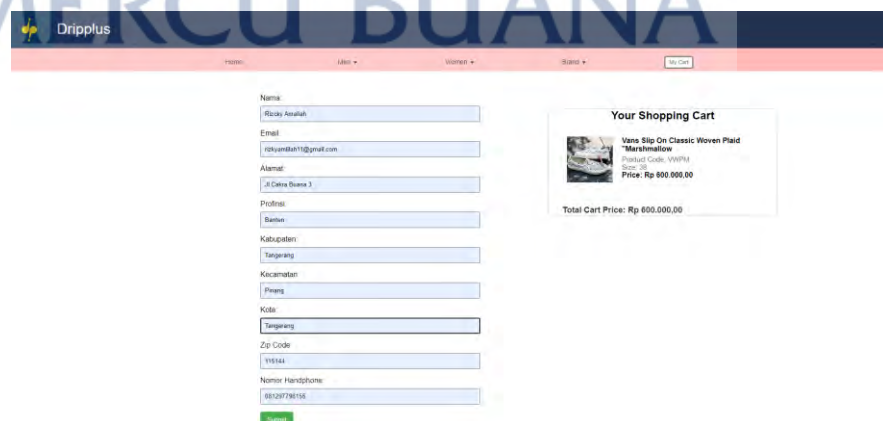 MERCU BUANA
Dripplus
Home
Men
Women
Brand
My Cart
Nama:
Rizcky Amaliah
Email:
Alamat:
Jl Cakra Buana 3
Profinsi:
Banten
Kabupaten:
Tangerang
Kecamatan:
Pinang
Kota:
Tangerang
Zip Code
Nomor Handphone:
Submit
Your Shopping Cart
Vans Slip On Classic Woven Plaid
"Marshmallow
Product Code: VWPM
Size: 38
Price: Rp 600.000,00
Total Cart Price: Rp 600.000,00